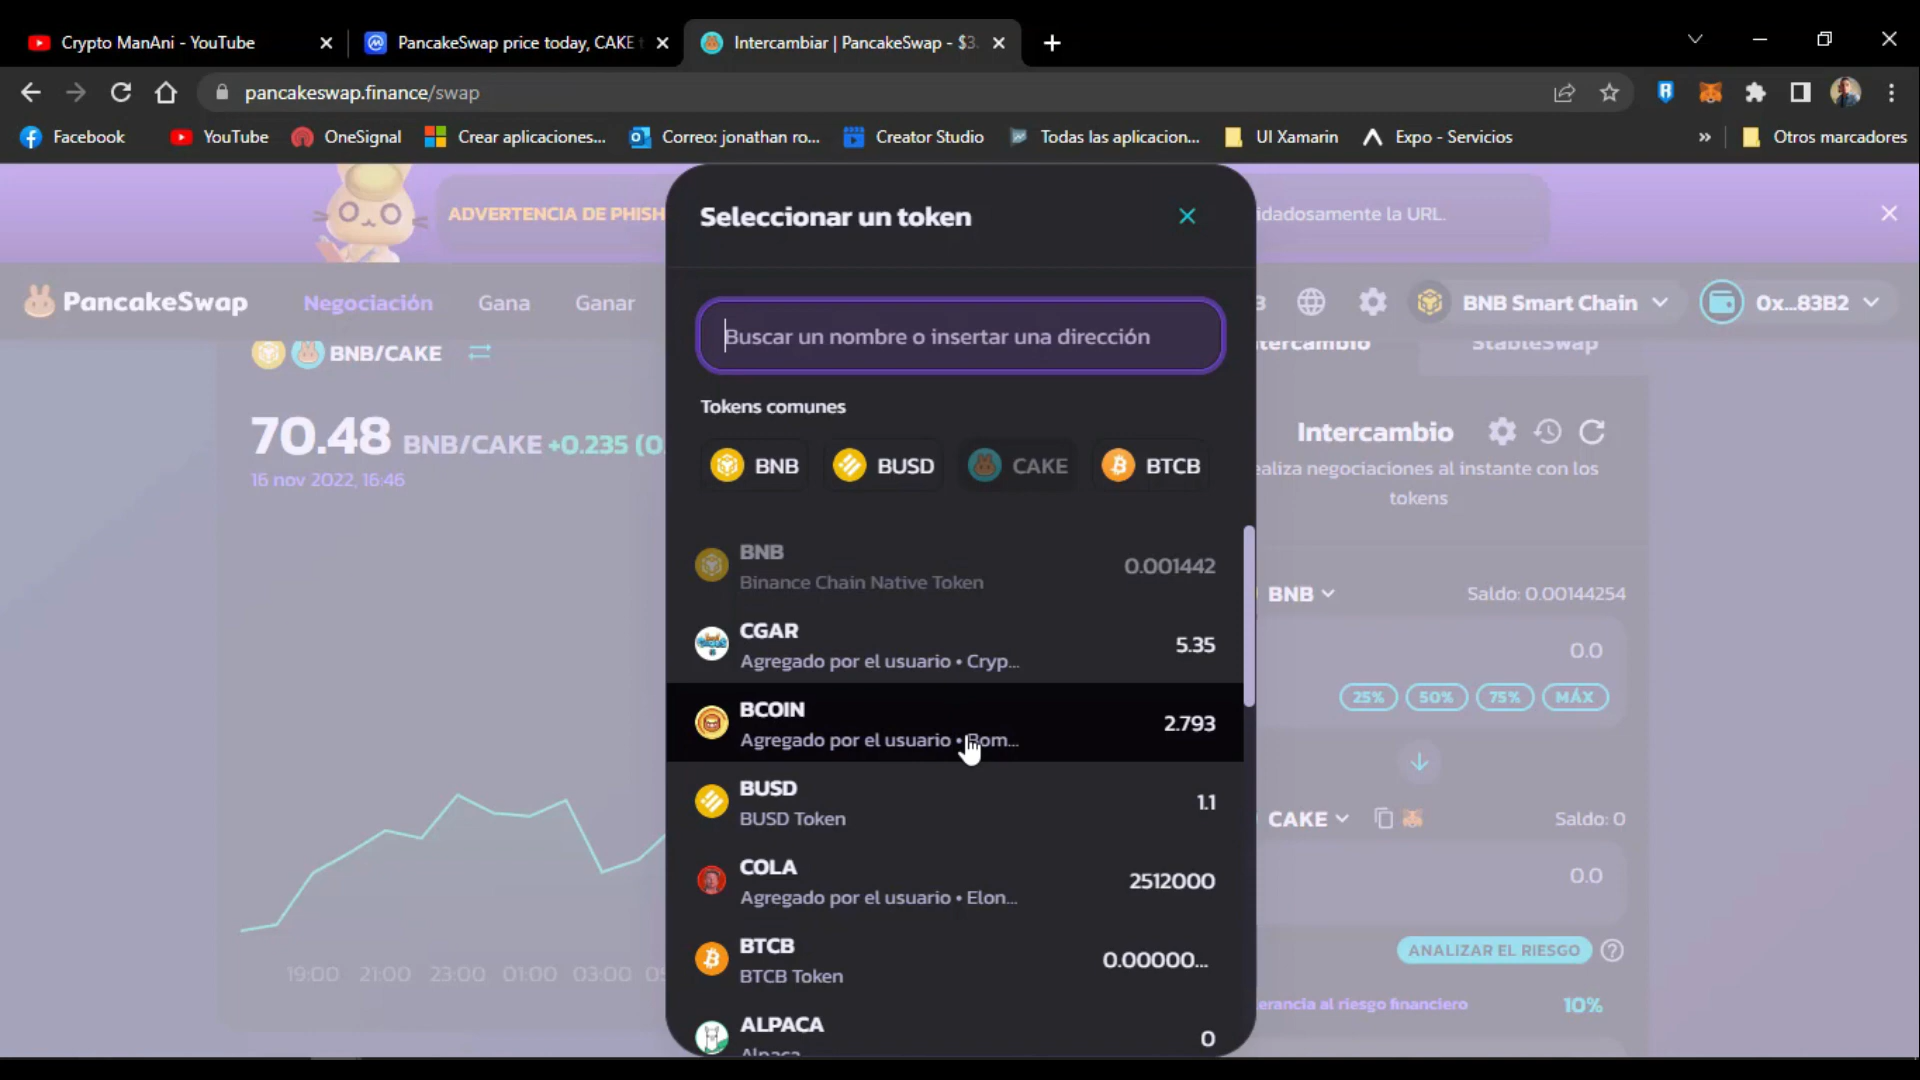 Crypto ManAni - YouTube
PancakeSwap price today, CAKE t
Intercambiar | PancakeSwap - $3.
pancakeswap.finance/swap
Facebook
YouTube
OneSignal
Crear aplicaciones...
Correo: jonathan ro...
Creator Studio
Todas las aplicacion...
UI Xamarin
Expo - Servicios
»
Otros marcadores
ADVERTENCIA DE PHISH
idadosamente la URL.
PancakeSwap
Negociación
Gana
Ganar
BNB Smart Chain
0x...83B2
BNB/CAKE
70.48 BNB/CAKE +0.235 (0.
16 nov 2022, 16:46
19:00 21:00 23:00 01:00 03:00
Seleccionar un token
Buscar un nombre o insertar una dirección
Tokens comunes
BNB
BUSD
CAKE
BTCB
BNB
Binance Chain Native Token
0.001442
CGAR
Agregado por el usuario • Cryp...
5.35
BCOIN
Agregado por el usuario • Bom...
2.793
BUSD
BUSD Token
1.1
COLA
Agregado por el usuario • Elon...
2512000
BTCB
BTCB Token
0.00000...
ALPACA
Alpaca
0
tercambio
StableSwap
Intercambio
ealiza negociaciones al instante con los
tokens
BNB
Saldo: 0.00144254
0.0
25%
50%
75%
MÁX
CAKE
Saldo: 0
0.0
ANALIZAR EL RIESGO
erancia al riesgo financiero
10%